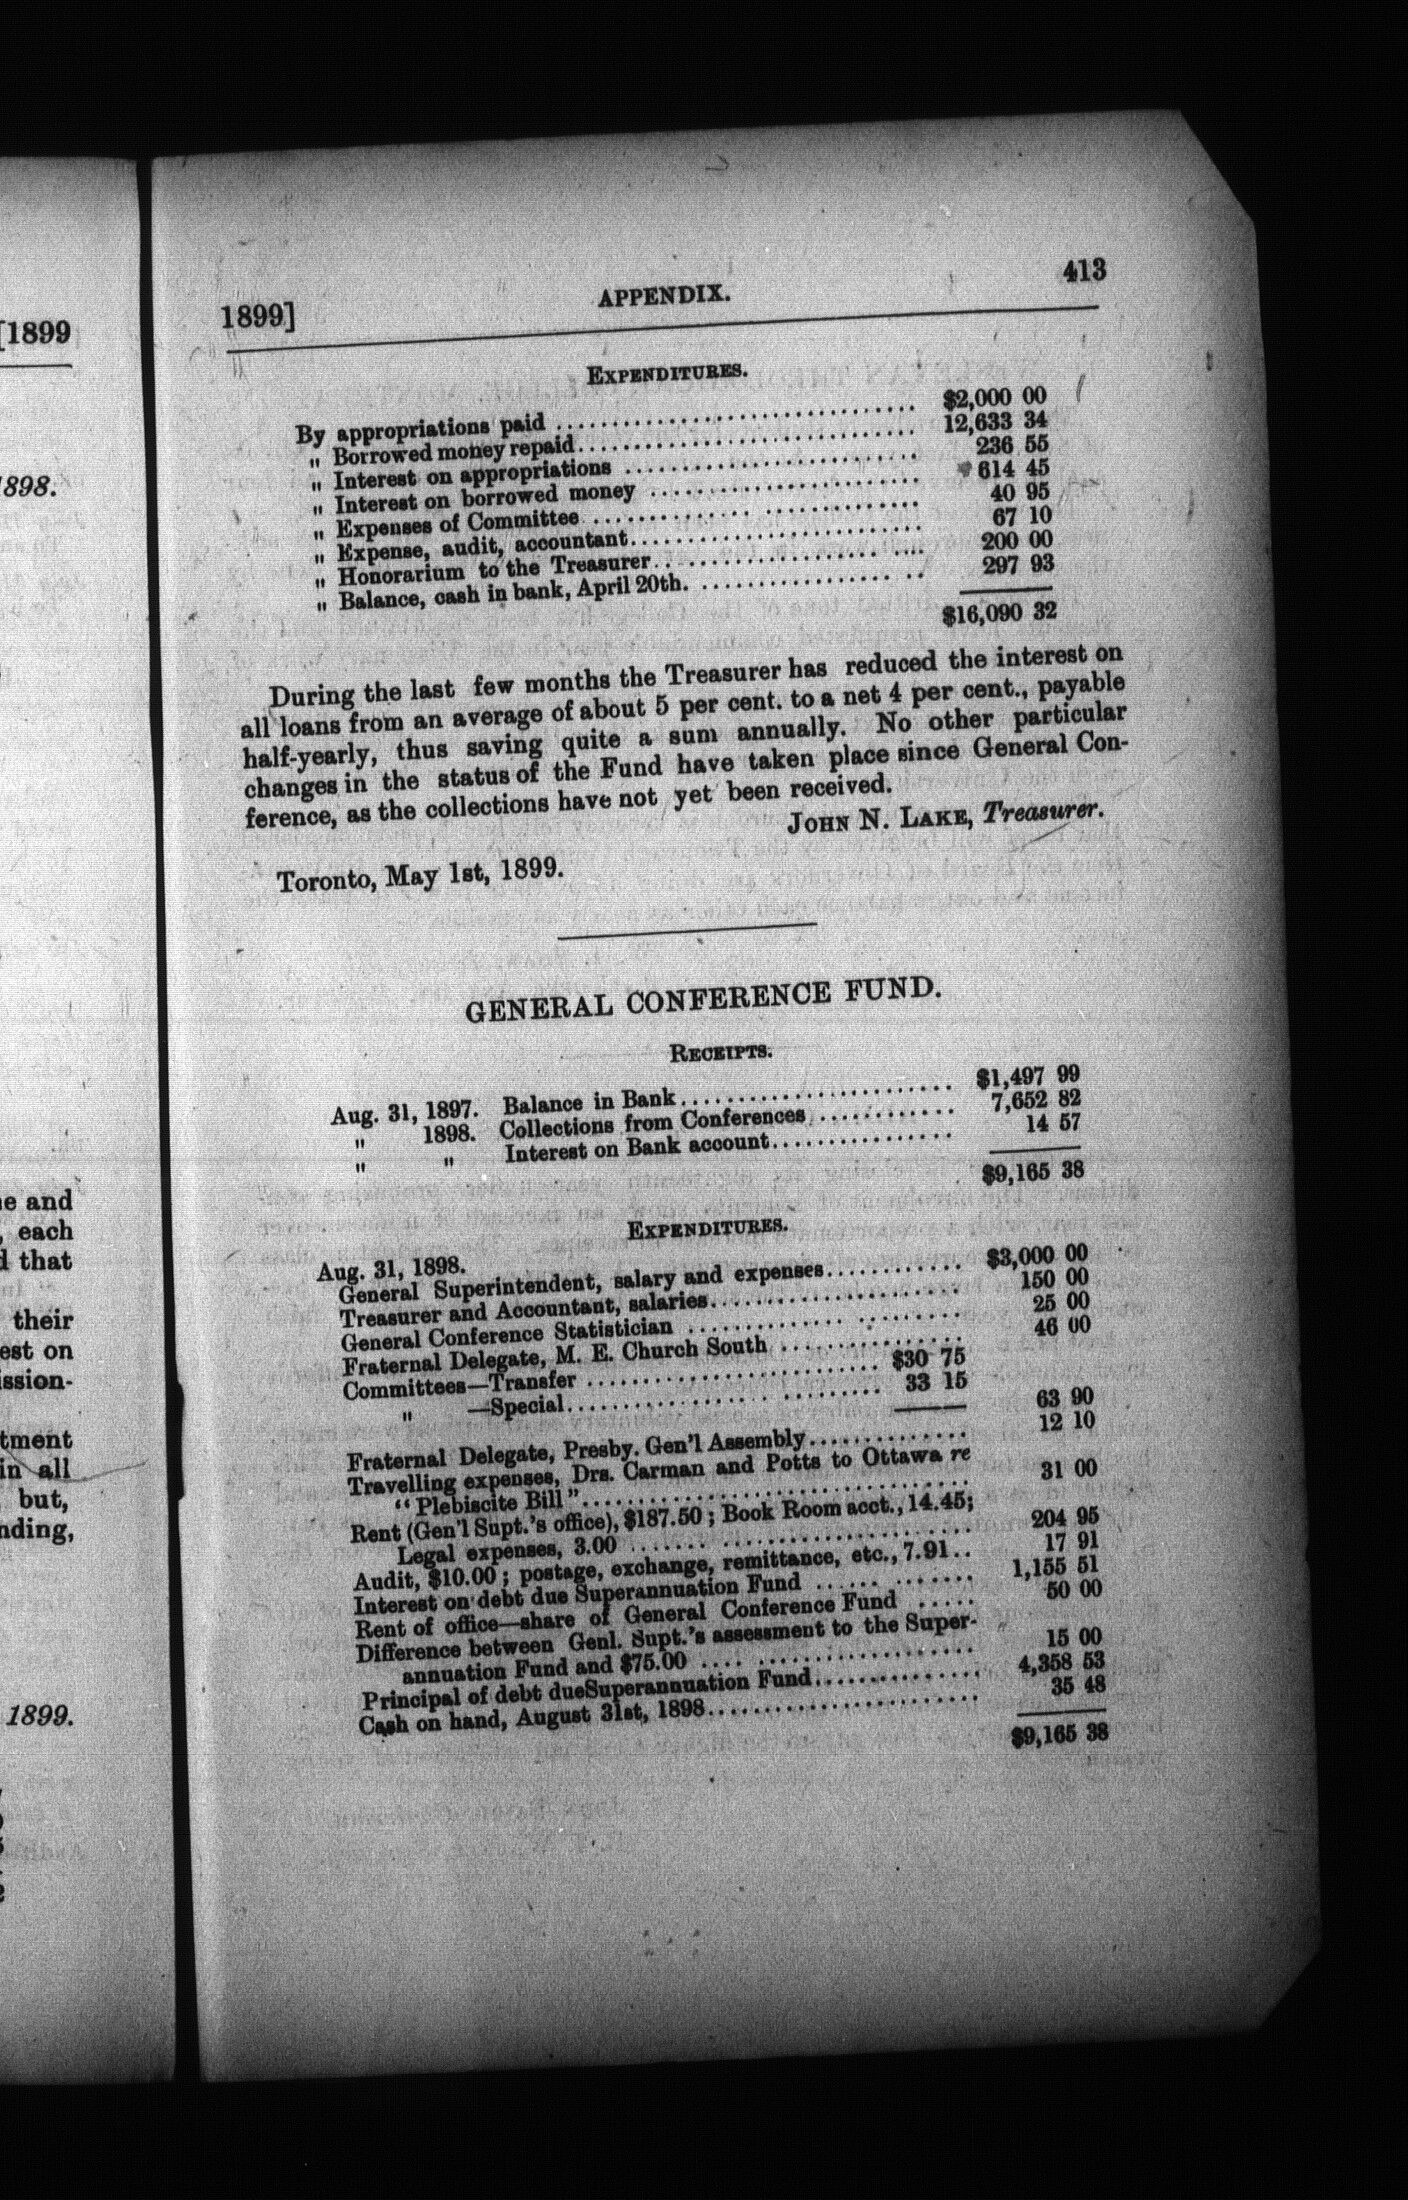 [1899
1898.
and
each
that
their
est on
ission-
tment
in all
but,
nding,
1899.
1899]
APPENDIX.
413
EXPENDITURES.
By appropriations paid .................................. $2,000 00
" Borrowed money repaid.................................. 12,633 34
" Interest on appropriations ............................ 236 55
" Interest on borrowed money ............................ 614 45
" Expenses of Committee ................................. 40 95
" Expense, audit, accountant............................. 67 10
" Honorarium to the Treasurer............................ 200 00
" Balance, cash in bank, April 20th. .................... 297 93
$16,090 32
During the last few months the Treasurer has reduced the interest on
all loans from an average of about 5 per cent. to a net 4 per cent., payable
half-yearly, thus saving quite a sum annually. No other particular
changes in the status of the Fund have taken place since General Con-
ference, as the collections have not yet been received.
JOHN N. LAKE, Treasurer.
Toronto, May 1st, 1899.
GENERAL CONFERENCE FUND.
RECEIPTS.
Aug. 31, 1897. Balance in Bank........................ $1,497 99
" 1898. Collections from Conferences ............ 7,652 82
" " Interest on Bank account................ 14 57
$9,165 38
EXPENDITURES.
Aug. 31, 1898.
General Superintendent, salary and expenses............ $3,000 00
Treasurer and Accountant, salaries...................... 150 00
General Conference Statistician ....................... 25 00
Fraternal Delegate, M. E. Church South ................ 46 00
Committees—Transfer ......................... $30 75
" —Special........................... 33 15
63 90
Fraternal Delegate, Presby. Gen'l Assembly.............. 12 10
Travelling expenses, Drs. Carman and Potts to Ottawa re
"Plebiscite Bill".................................. 31 00
Rent (Gen'l Supt.'s office), $187.50; Book Room acct., 14.45;
Legal expenses, 3.00 .............................. 204 95
Audit, $10.00; postage, exchange, remittance, etc., 7.91.. 17 91
Interest on debt due Superannuation Fund .............. 1,155 51
Rent of office—share of General Conference Fund ..... 50 00
Difference between Genl. Supt.'s assessment to the Super-
annuation Fund and $75.00 ....................... 15 00
Principal of debt due Superannuation Fund.............. 4,358 53
Cash on hand, August 31st, 1898........................ 35 48
$9,165 38